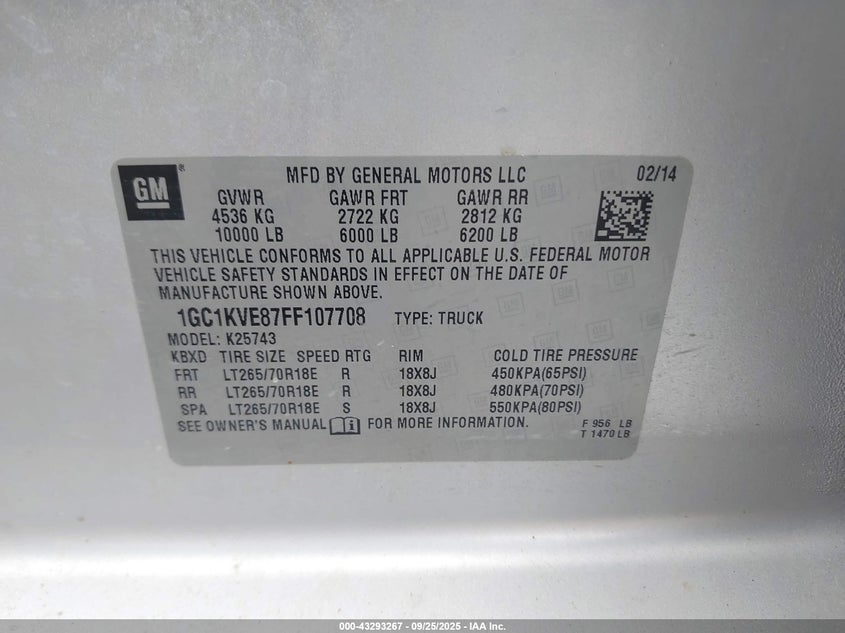 GM ®
MFD BY GENERAL MOTORS LLC 02/14
GVWR GAWR FRT GAWR RR
4536 KG 2722 KG 2812 KG
10000 LB 6000 LB 6200 LB
THIS VEHICLE CONFORMS TO ALL APPLICABLE U.S. FEDERAL MOTOR
VEHICLE SAFETY STANDARDS IN EFFECT ON THE DATE OF
MANUFACTURE SHOWN ABOVE.
1GC1KVE87FF107708 TYPE: TRUCK
MODEL: K25743
KBXD TIRE SIZE SPEED RTG RIM COLD TIRE PRESSURE
FRT LT265/70R18E R 18X8J 450KPA(65PSI)
RR LT265/70R18E R 18X8J 480KPA(70PSI)
SPA LT265/70R18E S 18X8J 550KPA(80PSI)
SEE OWNER'S MANUAL i FOR MORE INFORMATION.
F 956 LB
T 1470 LB
000-43293267 - 09/25/2025 - IAA Inc.